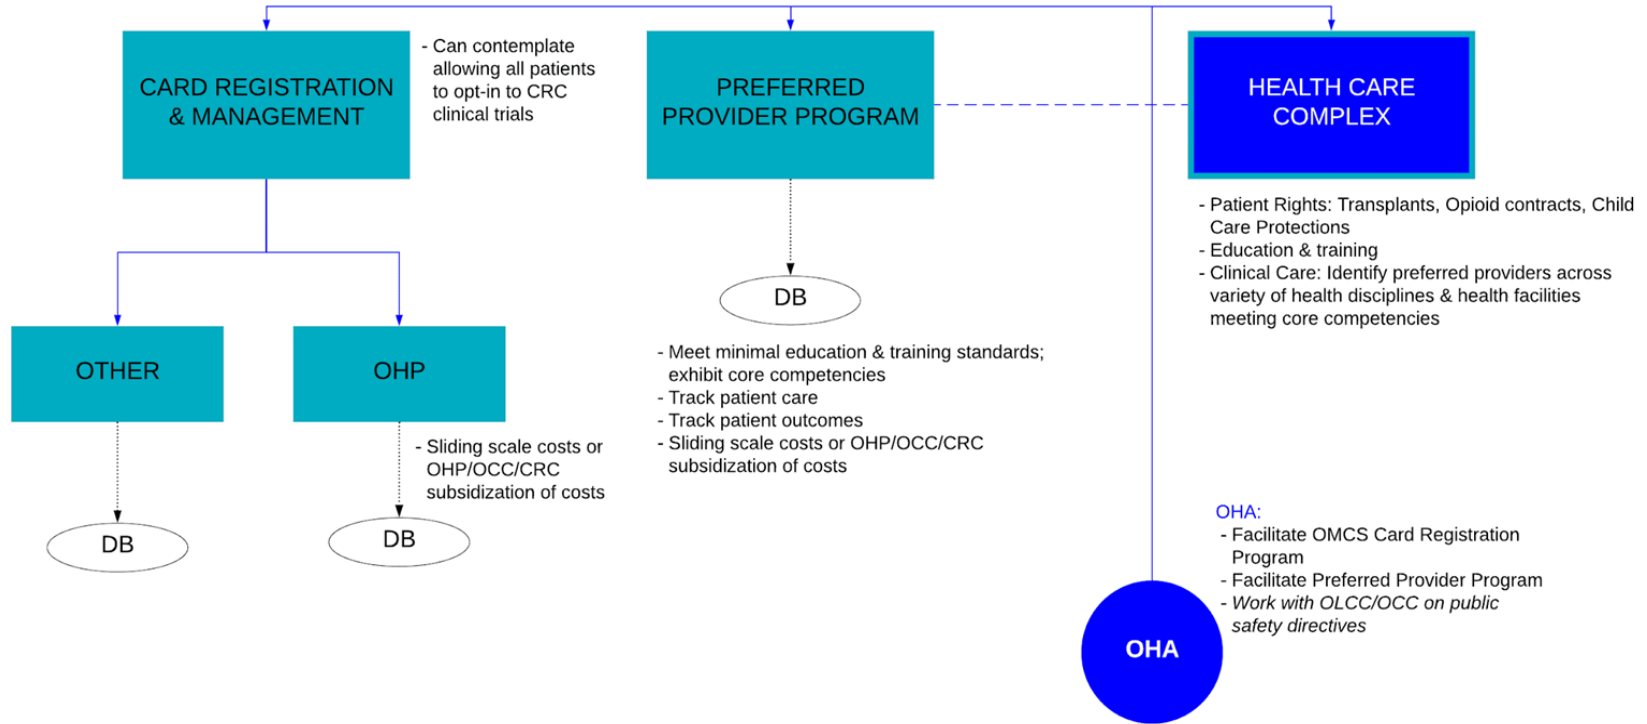 CARD REGISTRATION
& MANAGEMENT
- Can contemplate
allowing all patients
to opt-in to CRC
clinical trials
PREFERRED
PROVIDER PROGRAM
HEALTH CARE
COMPLEX
- Patient Rights: Transplants, Opioid contracts, Child
Care Protections
- Education & training
- Clinical Care: Identify preferred providers across
variety of health disciplines & health facilities
meeting core competencies
DB
OTHER
OHP
- Meet minimal education & training standards;
exhibit core competencies
- Track patient care
- Track patient outcomes
- Sliding scale costs or OHP/OCC/CRC
subsidization of costs
- Sliding scale costs or
OHP/OCC/CRC
subsidization of costs
DB
DB
OHA:
- Facilitate OMCS Card Registration
Program
- Facilitate Preferred Provider Program
- Work with OLCC/OCC on public
safety directives
OHA